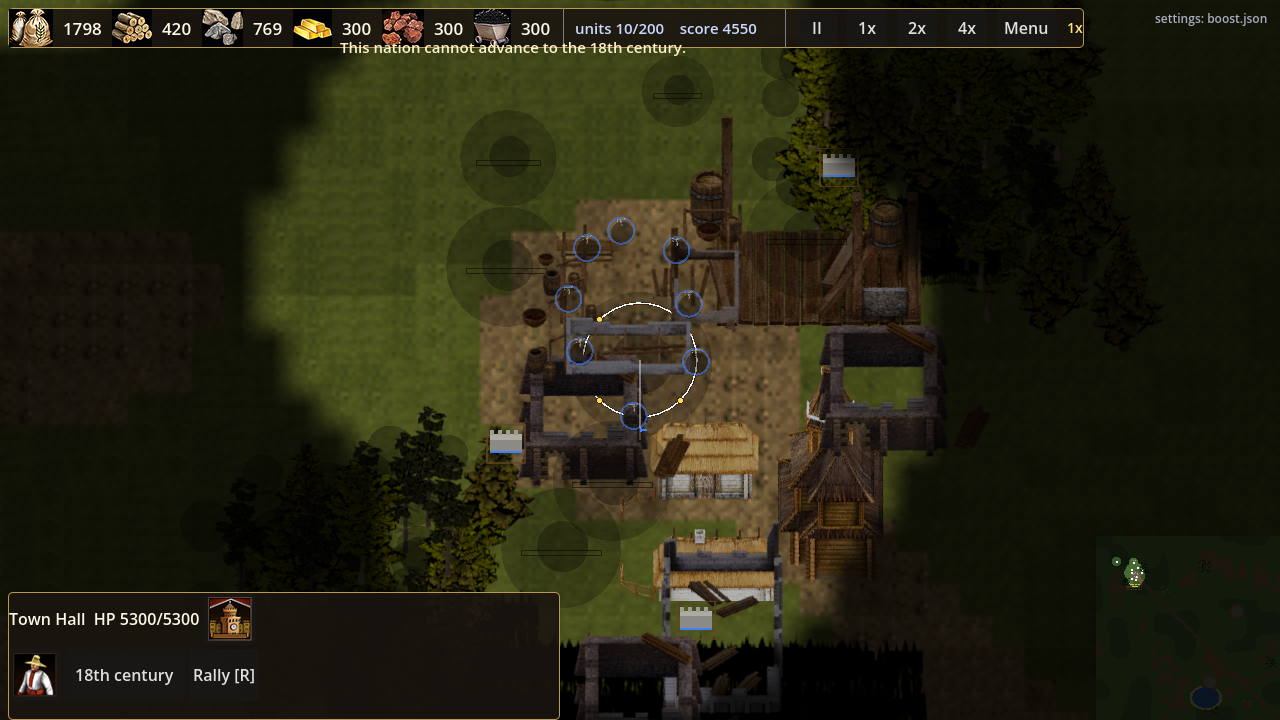 1798 420 769 300 300 300 units 10/200 score 4550 II 1x 2x 4x Menu 1x
settings: boost.json
This nation cannot advance to the 18th century.
Town Hall HP 5300/5300
18th century Rally [R]